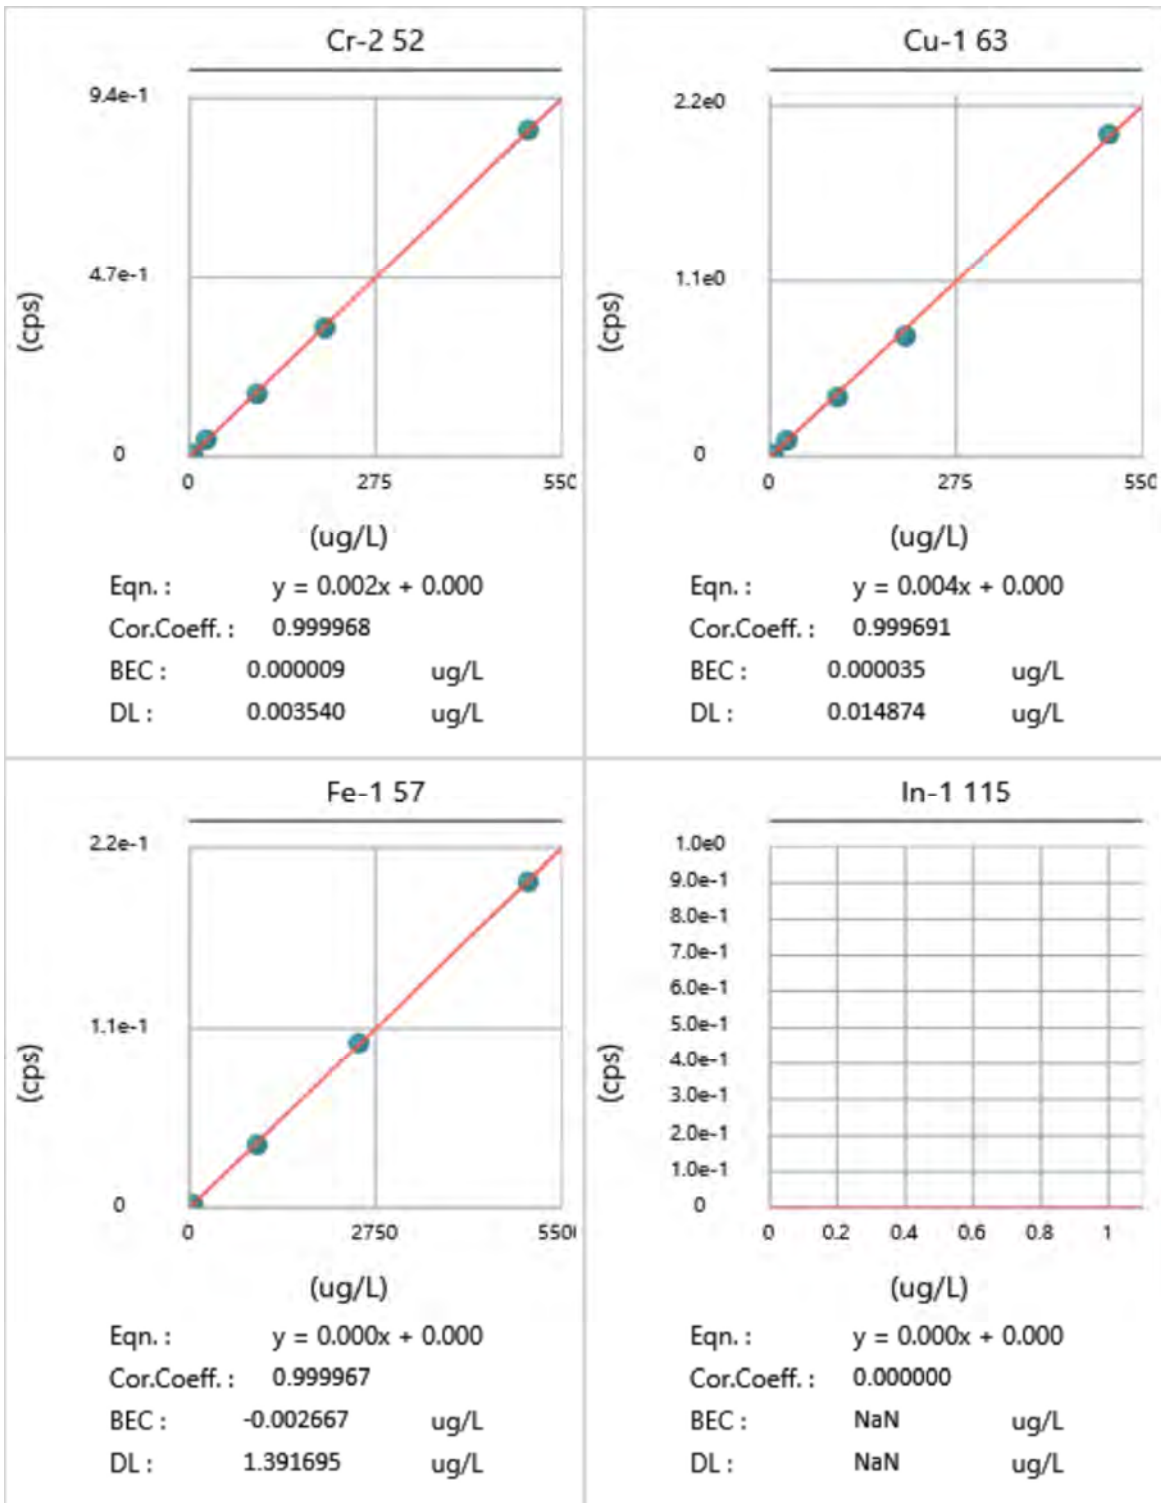 Cr-2 52
9.4e-1
4.7e-1
0
(cps)
0 275 550
(ug/L)
Eqn. : y = 0.002x + 0.000
Cor.Coeff. : 0.999968
BEC : 0.000009 ug/L
DL : 0.003540 ug/L
Cu-1 63
2.2e0
1.1e0
0
(cps)
0 275 550
(ug/L)
Eqn. : y = 0.004x + 0.000
Cor.Coeff. : 0.999691
BEC : 0.000035 ug/L
DL : 0.014874 ug/L
Fe-1 57
2.2e-1
1.1e-1
0
(cps)
0 2750 5500
(ug/L)
Eqn. : y = 0.000x + 0.000
Cor.Coeff. : 0.999967
BEC : -0.002667 ug/L
DL : 1.391695 ug/L
In-1 115
1.0e0
9.0e-1
8.0e-1
7.0e-1
6.0e-1
5.0e-1
4.0e-1
3.0e-1
2.0e-1
1.0e-1
0
(cps)
0 0.2 0.4 0.6 0.8 1
(ug/L)
Eqn. : y = 0.000x + 0.000
Cor.Coeff. : 0.000000
BEC : NaN ug/L
DL : NaN ug/L